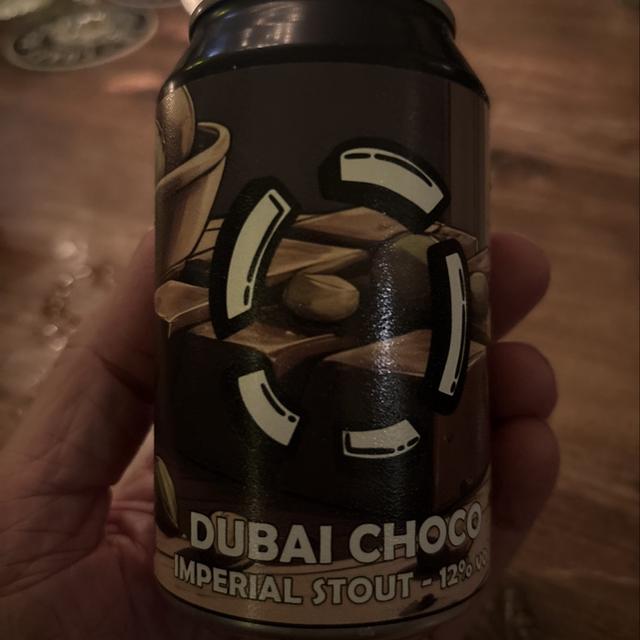 DUBAI CHOCO
IMPERIAL STOUT - 12%